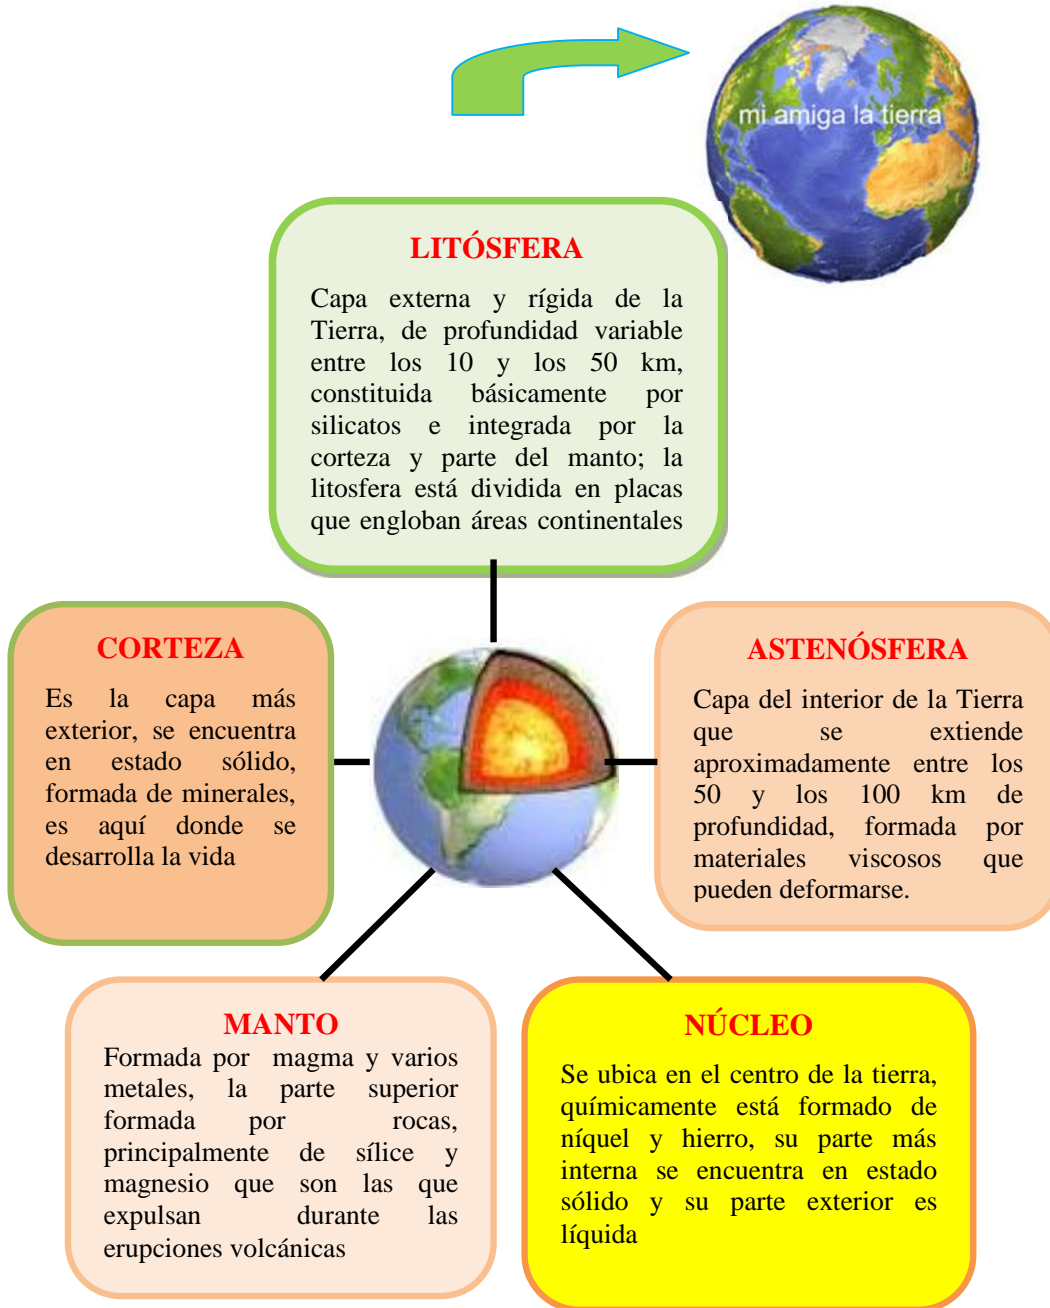 mi amiga la tierra
LITÓSFERA
Capa externa y rígida de la
Tierra, de profundidad variable
entre los 10 y los 50 km,
constituida básicamente por
silicatos e integrada por la
corteza y parte del manto; la
litosfera está dividida en placas
que engloban áreas continentales
CORTEZA
Es la capa más
exterior, se encuentra
en estado sólido,
formada de minerales,
es aquí donde se
desarrolla la vida
ASTENÓSFERA
Capa del interior de la Tierra
que se extiende
aproximadamente entre los
50 y los 100 km de
profundidad, formada por
materiales viscosos que
pueden deformarse.
MANTO
Formada por magma y varios
metales, la parte superior
formada por rocas,
principalmente de sílice y
magnesio que son las que
expulsan durante las
erupciones volcánicas
NÚCLEO
Se ubica en el centro de la tierra,
químicamente está formado de
níquel y hierro, su parte más
interna se encuentra en estado
sólido y su parte exterior es
líquida